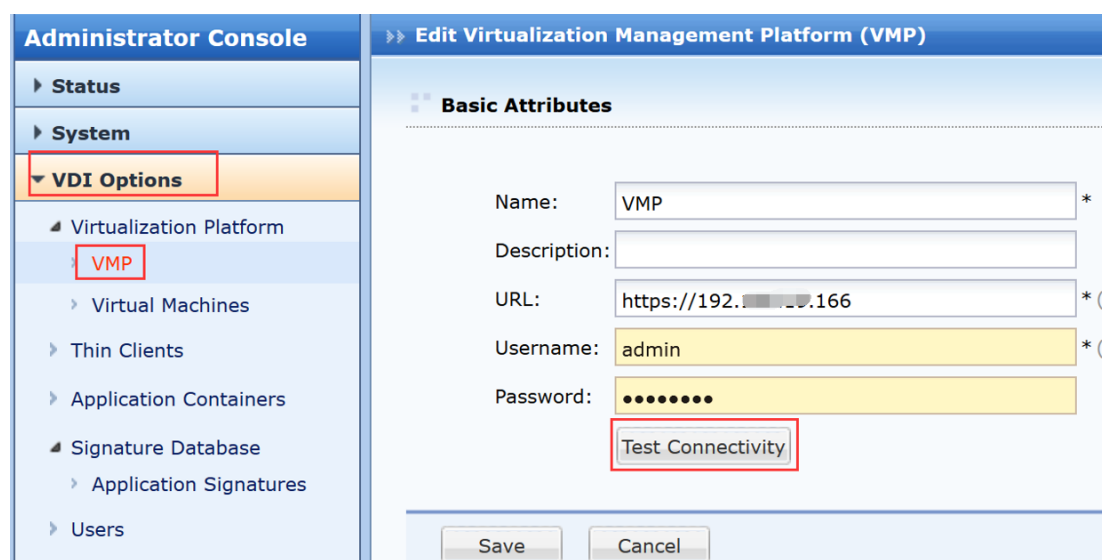 Administrator Console
Status
System
VDI Options
Virtualization Platform
VMP
Virtual Machines
Thin Clients
Application Containers
Signature Database
Application Signatures
Users
Edit Virtualization Management Platform (VMP)
Basic Attributes
Name: VMP *
Description:
URL: https://192. .166 *
Username: admin *
Password: ●●●●●●●●
Test Connectivity
Save Cancel